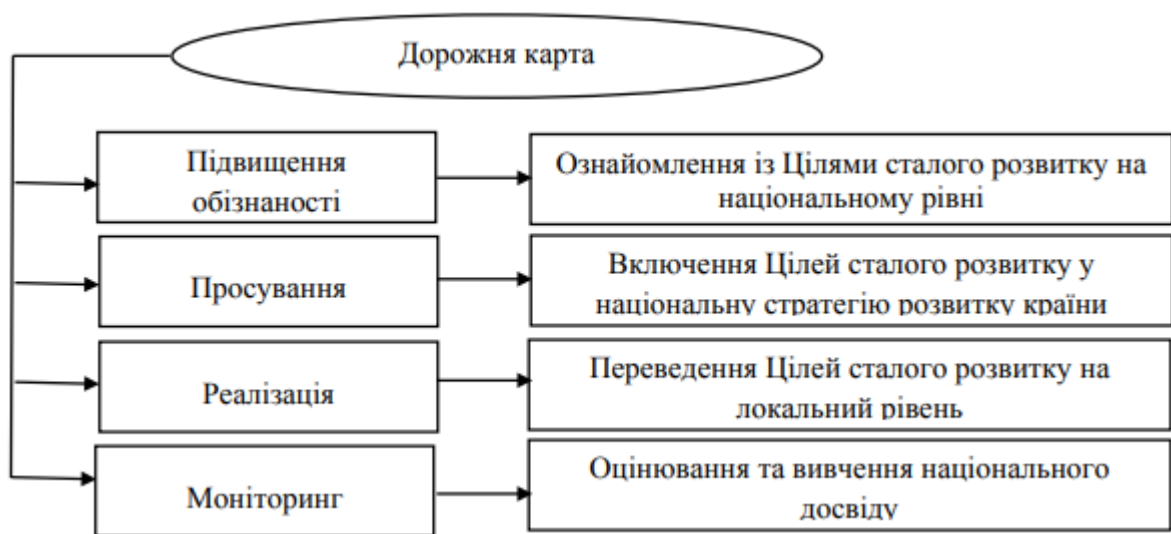 Дорожня карта
Підвищення
обізнаності
Ознайомлення із Цілями сталого розвитку на
національному рівні
Просування
Включення Цілей сталого розвитку у
національну стратегію розвитку країни
Реалізація
Переведення Цілей сталого розвитку на
локальний рівень
Моніторинг
Оцінювання та вивчення національного
досвіду